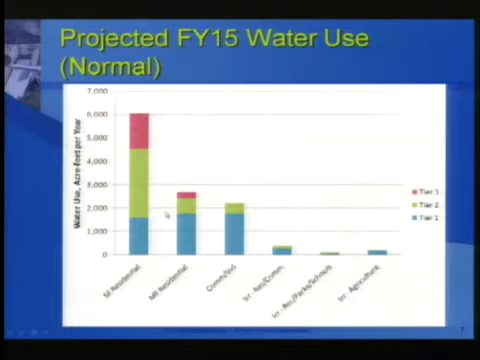 Projected FY15 Water Use
(Normal)
7,000
6,000
5,000
4,000
3,000
2,000
1,000
0
Water Use, Acre-Feet per Year
Tier 3
Tier 2
Tier 1
SF Residential
MF Residential
Comm/Ind
Irr - Res/Comm
Irr - Rec/Parks/Schools
Irr - Agriculture
7